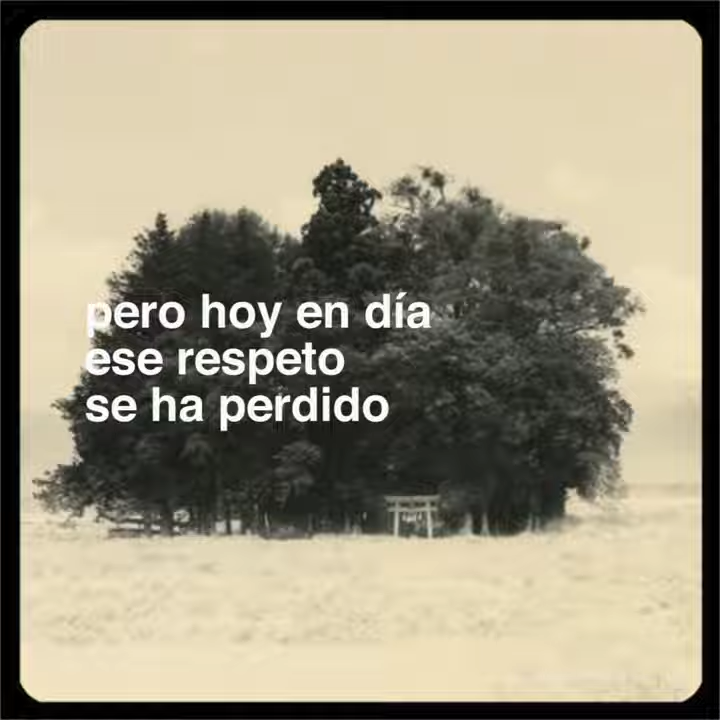 pero hoy en día
ese respeto
se ha perdido